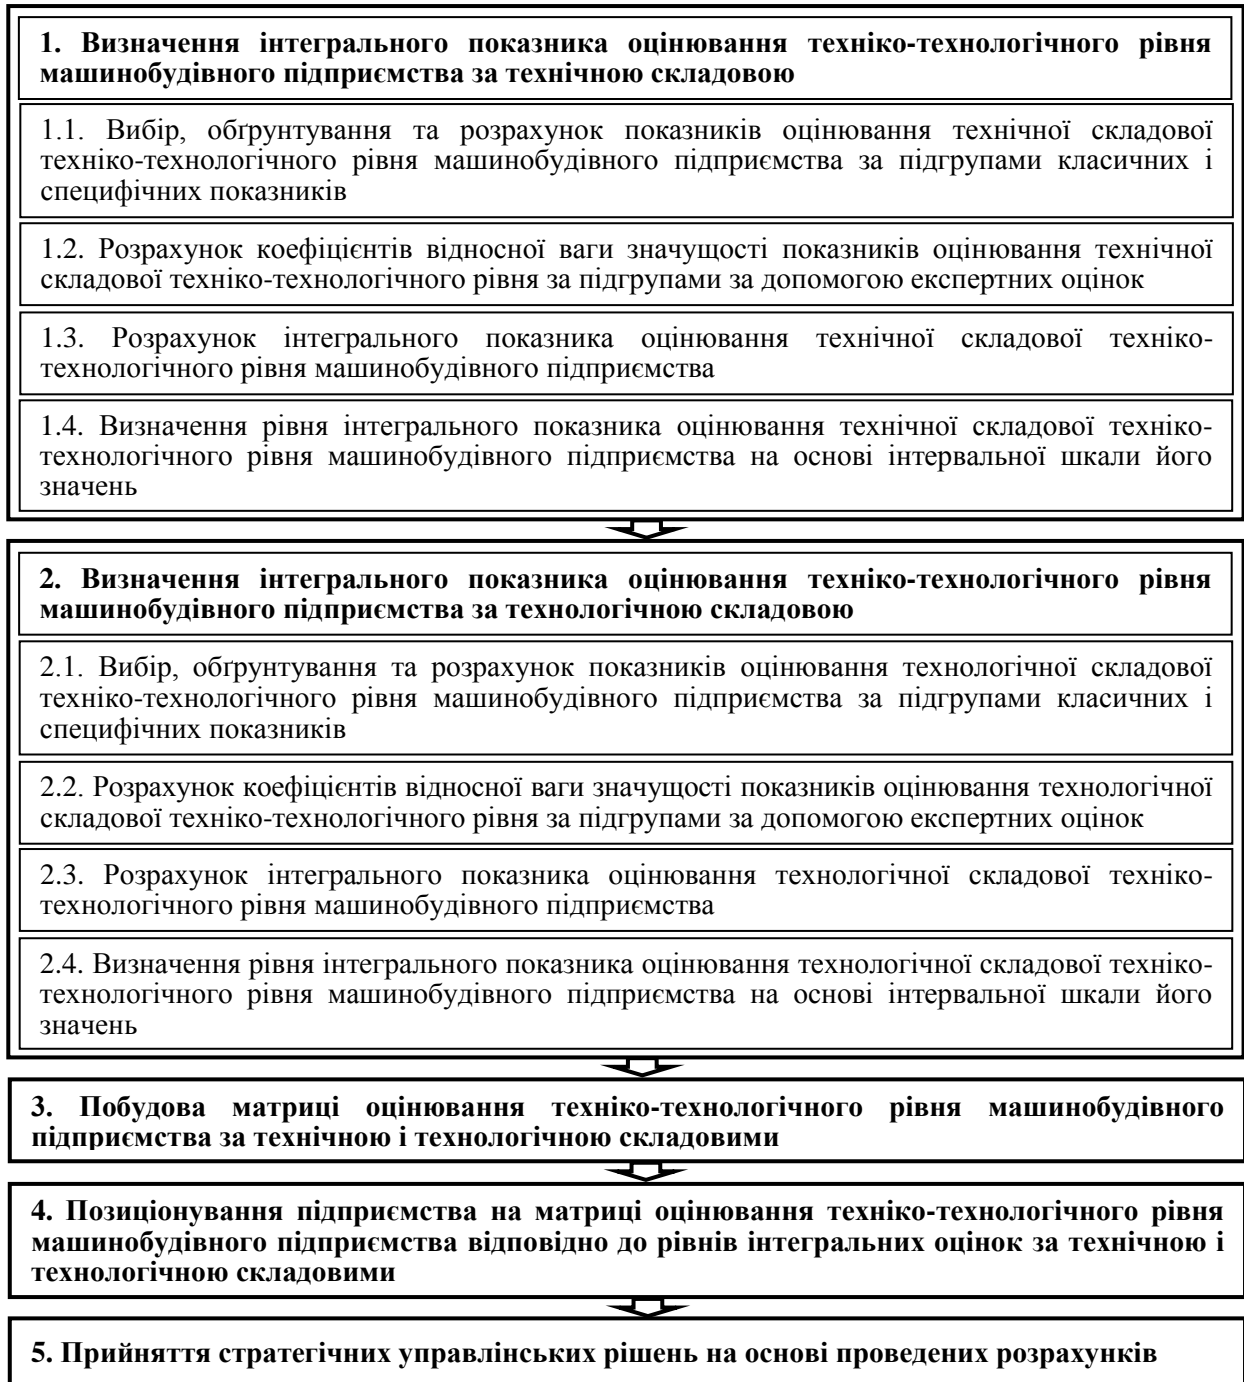 1. Визначення інтегрального показника оцінювання техніко-технологічного рівня
машинобудівного підприємства за технічною складовою
1.1. Вибір, обґрунтування та розрахунок показників оцінювання технічної складової
техніко-технологічного рівня машинобудівного підприємства за підгрупами класичних і
специфічних показників
1.2. Розрахунок коефіцієнтів відносної ваги значущості показників оцінювання технічної
складової техніко-технологічного рівня за підгрупами за допомогою експертних оцінок
1.3. Розрахунок інтегрального показника оцінювання технічної складової техніко-
технологічного рівня машинобудівного підприємства
1.4. Визначення рівня інтегрального показника оцінювання технічної складової техніко-
технологічного рівня машинобудівного підприємства на основі інтервальної шкали його
значень
2. Визначення інтегрального показника оцінювання техніко-технологічного рівня
машинобудівного підприємства за технологічною складовою
2.1. Вибір, обґрунтування та розрахунок показників оцінювання технологічної складової
техніко-технологічного рівня машинобудівного підприємства за підгрупами класичних і
специфічних показників
2.2. Розрахунок коефіцієнтів відносної ваги значущості показників оцінювання технологічної
складової техніко-технологічного рівня за підгрупами за допомогою експертних оцінок
2.3. Розрахунок інтегрального показника оцінювання технологічної складової техніко-
технологічного рівня машинобудівного підприємства
2.4. Визначення рівня інтегрального показника оцінювання технологічної складової техніко-
технологічного рівня машинобудівного підприємства на основі інтервальної шкали його
значень
3. Побудова матриці оцінювання техніко-технологічного рівня машинобудівного
підприємства за технічною і технологічною складовими
4. Позиціонування підприємства на матриці оцінювання техніко-технологічного рівня
машинобудівного підприємства відповідно до рівнів інтегральних оцінок за технічною і
технологічною складовими
5. Прийняття стратегічних управлінських рішень на основі проведених розрахунків